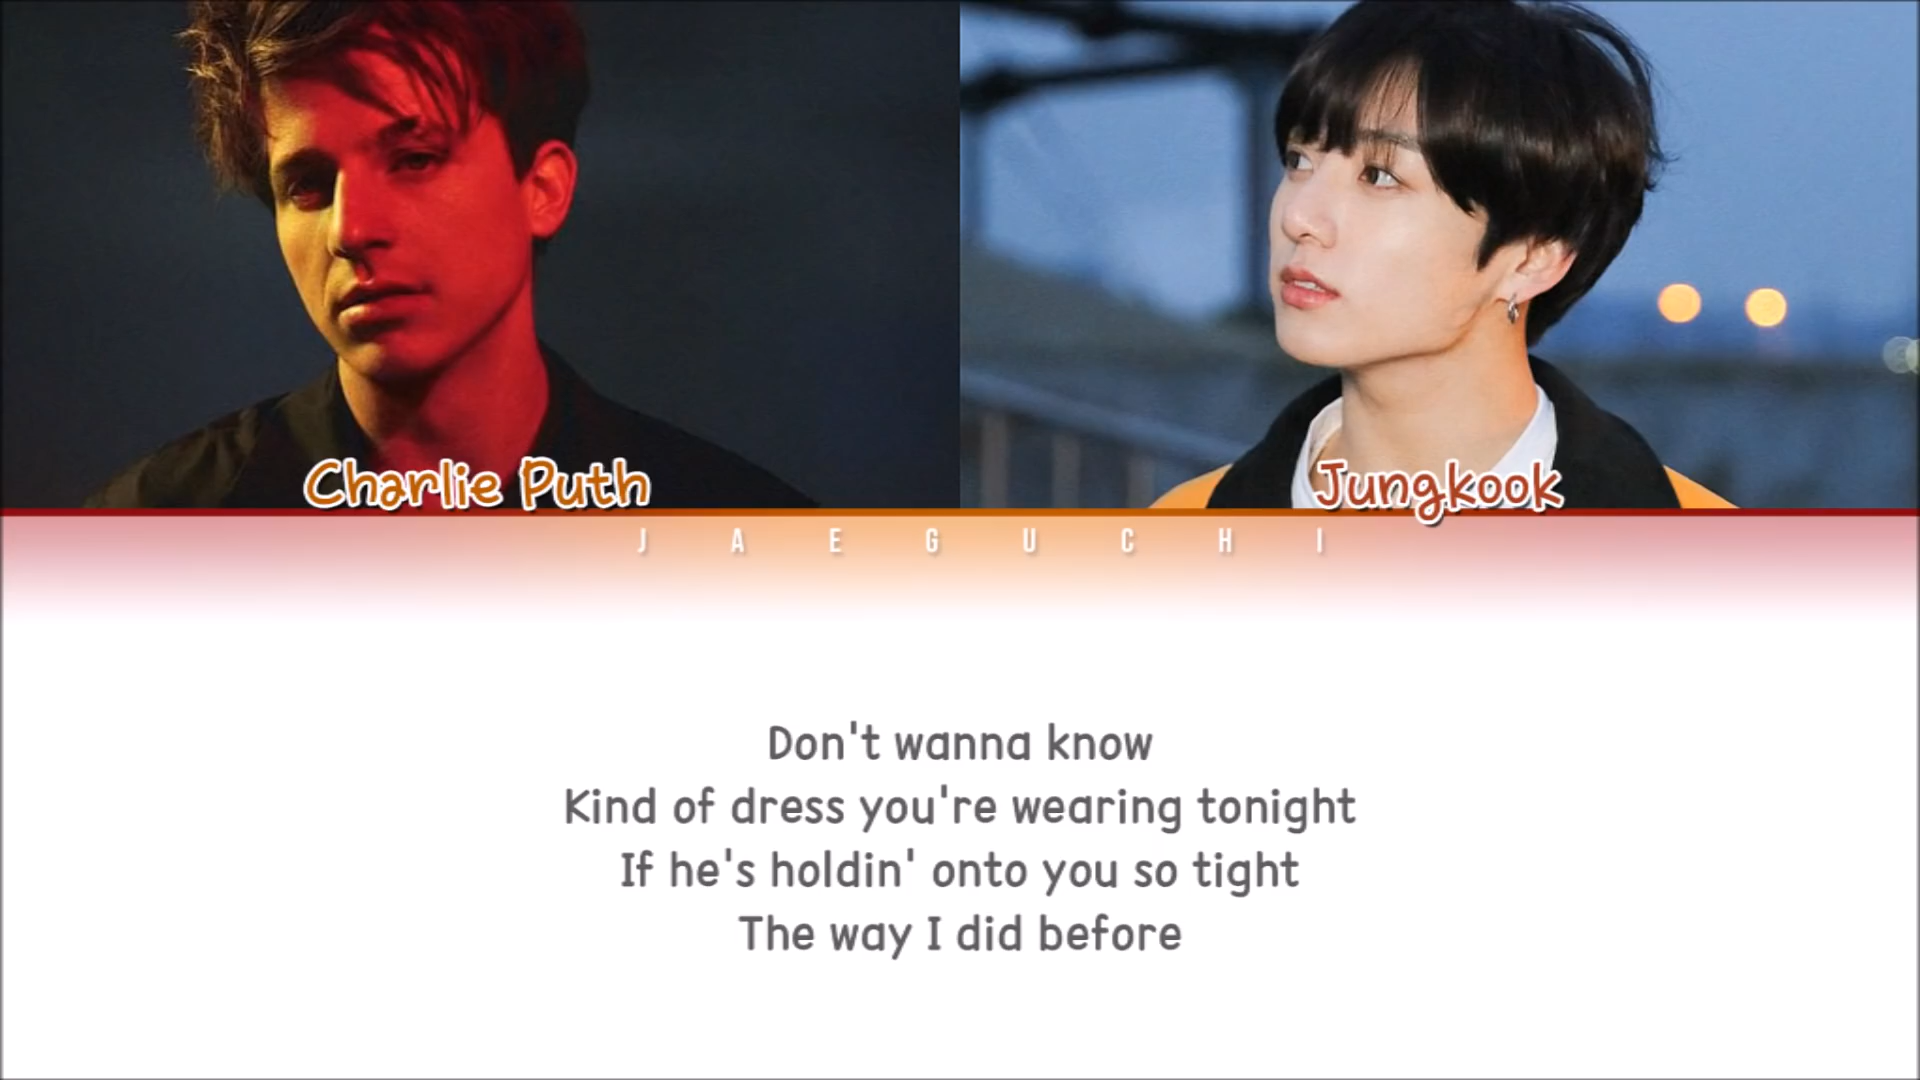 Charlie Puth
Jungkook
JAEGUCHI
Don't wanna know
Kind of dress you're wearing tonight
If he's holdin' onto you so tight
The way I did before